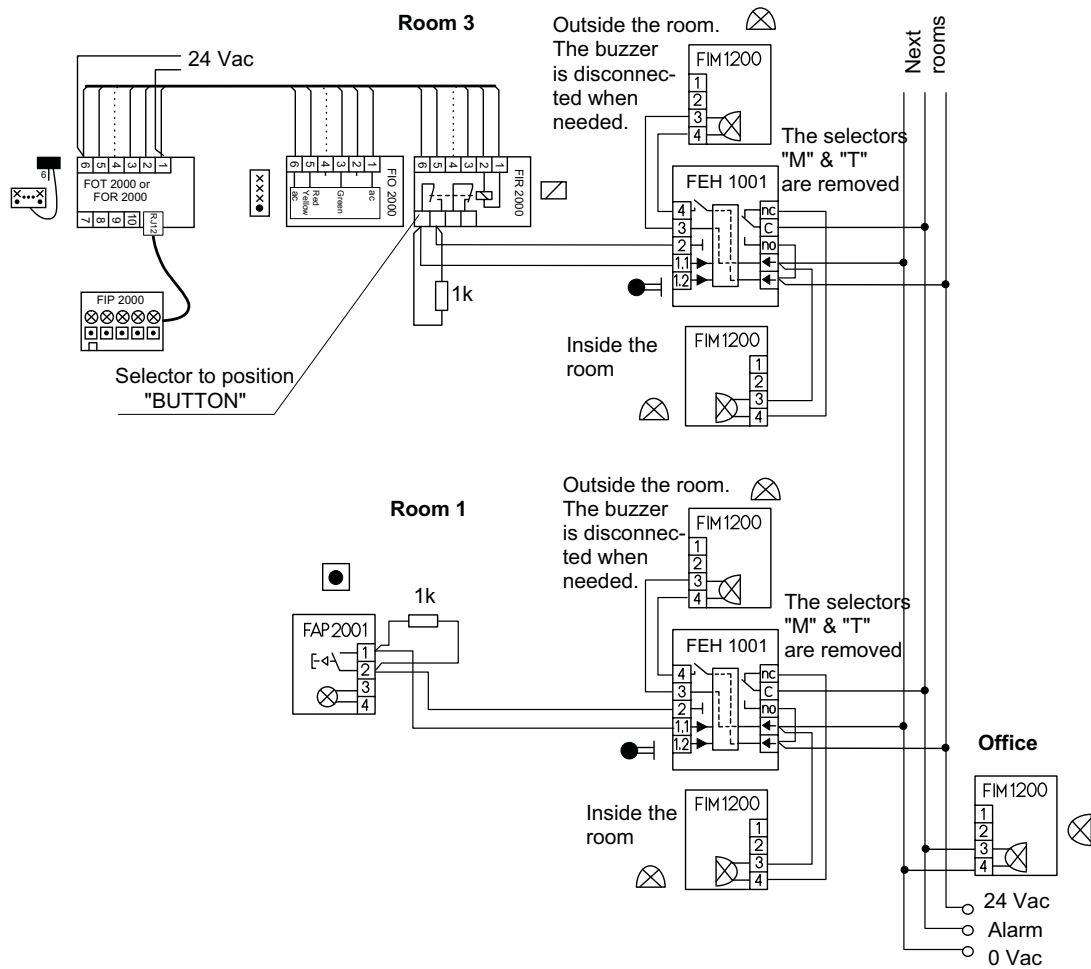 Room 3
24 Vac
6 5 4 3 2 1
FOT 2000 or
FOR 2000
7 8 9 10 RJ12
6
x....x
FIP 2000
6 5 4 3 2 1
ac Yellow Red Green ac
FIO 2000
xxxx
6 5 4 3 2 1
FIR 2000
1k
Selector to position
"BUTTON"
Outside the room.
The buzzer
is disconnec-
ted when
needed.
FIM1200
1
2
3
4
The selectors
"M" & "T"
are removed
FEH 1001
4 nc
3 C
2 no
1.1
1.2
Inside the
room
FIM1200
1
2
3
4
Next
rooms
Room 1
FAP2001
1
2
3
4
1k
Outside the room.
The buzzer
is disconnec-
ted when
needed.
FIM1200
1
2
3
4
The selectors
"M" & "T"
are removed
FEH 1001
4 nc
3 C
2 no
1.1
1.2
Inside the
room
FIM1200
1
2
3
4
Office
FIM1200
1
2
3
4
24 Vac
Alarm
0 Vac